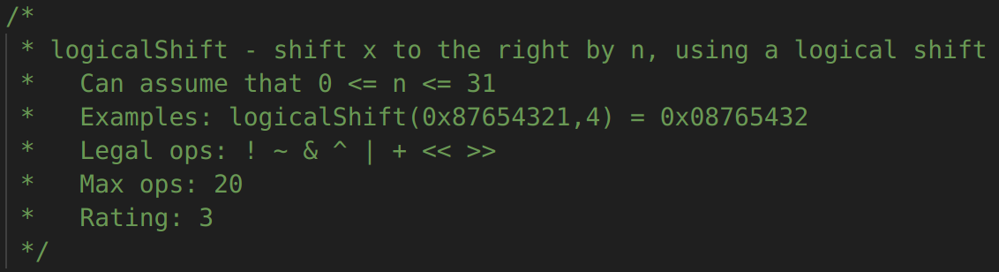 /*
 * logicalShift - shift x to the right by n, using a logical shift
 *   Can assume that 0 <= n <= 31
 *   Examples: logicalShift(0x87654321,4) = 0x08765432
 *   Legal ops: ! ~ & ^ | + << >>
 *   Max ops: 20
 *   Rating: 3
 */